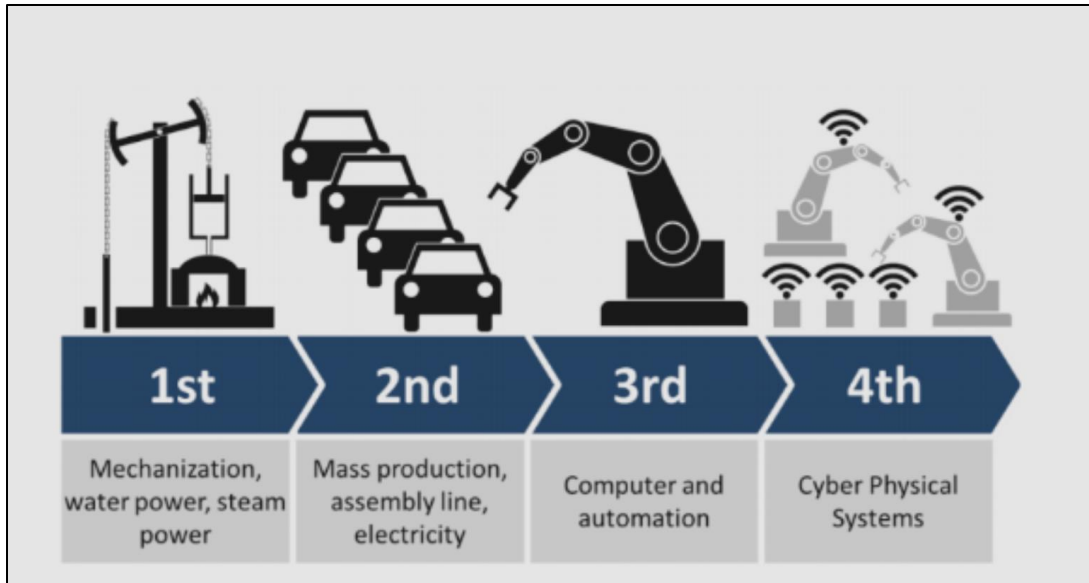 1st
2nd
3rd
4th
Mechanization,
water power, steam
power
Mass production,
assembly line,
electricity
Computer and
automation
Cyber Physical
Systems